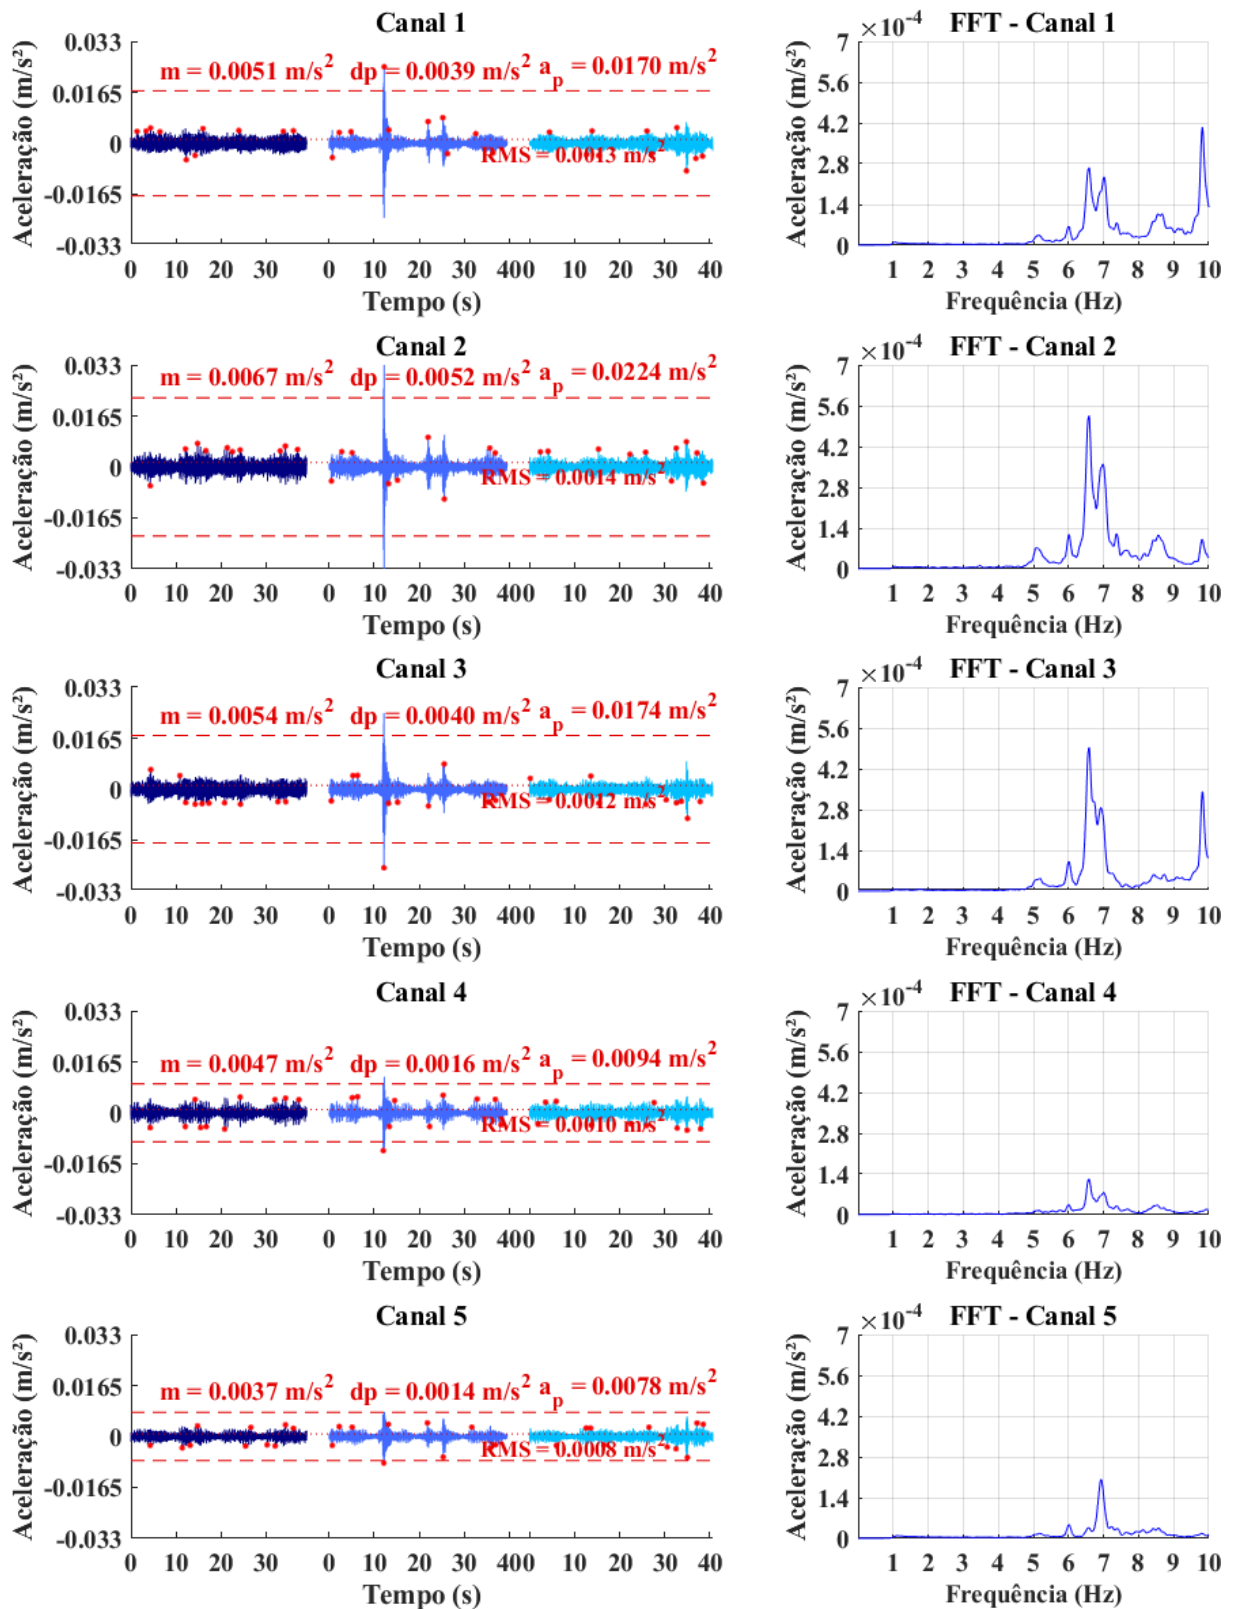 Canal 1
Aceleração (m/s²)
0.033
0.0165
0
-0.0165
-0.033
m = 0.0051 m/s² dp = 0.0039 m/s² aₚ = 0.0170 m/s²
RMS = 0.0013 m/s²
0 10 20 30 0 10 20 30 400 10 20 30 40
Tempo (s)
×10⁻⁴ FFT - Canal 1
Aceleração (m/s²)
7
5.6
4.2
2.8
1.4
0
1 2 3 4 5 6 7 8 9 10
Frequência (Hz)
Canal 2
Aceleração (m/s²)
0.033
0.0165
0
-0.0165
-0.033
m = 0.0067 m/s² dp = 0.0052 m/s² aₚ = 0.0224 m/s²
RMS = 0.0014 m/s²
0 10 20 30 0 10 20 30 400 10 20 30 40
Tempo (s)
×10⁻⁴ FFT - Canal 2
Aceleração (m/s²)
7
5.6
4.2
2.8
1.4
0
1 2 3 4 5 6 7 8 9 10
Frequência (Hz)
Canal 3
Aceleração (m/s²)
0.033
0.0165
0
-0.0165
-0.033
m = 0.0054 m/s² dp = 0.0040 m/s² aₚ = 0.0174 m/s²
RMS = 0.0012 m/s²
0 10 20 30 0 10 20 30 400 10 20 30 40
Tempo (s)
×10⁻⁴ FFT - Canal 3
Aceleração (m/s²)
7
5.6
4.2
2.8
1.4
0
1 2 3 4 5 6 7 8 9 10
Frequência (Hz)
Canal 4
Aceleração (m/s²)
0.033
0.0165
0
-0.0165
-0.033
m = 0.0047 m/s² dp = 0.0016 m/s² aₚ = 0.0094 m/s²
RMS = 0.0010 m/s²
0 10 20 30 0 10 20 30 400 10 20 30 40
Tempo (s)
×10⁻⁴ FFT - Canal 4
Aceleração (m/s²)
7
5.6
4.2
2.8
1.4
0
1 2 3 4 5 6 7 8 9 10
Frequência (Hz)
Canal 5
Aceleração (m/s²)
0.033
0.0165
0
-0.0165
-0.033
m = 0.0037 m/s² dp = 0.0014 m/s² aₚ = 0.0078 m/s²
RMS = 0.0008 m/s²
0 10 20 30 0 10 20 30 400 10 20 30 40
Tempo (s)
×10⁻⁴ FFT - Canal 5
Aceleração (m/s²)
7
5.6
4.2
2.8
1.4
0
1 2 3 4 5 6 7 8 9 10
Frequência (Hz)